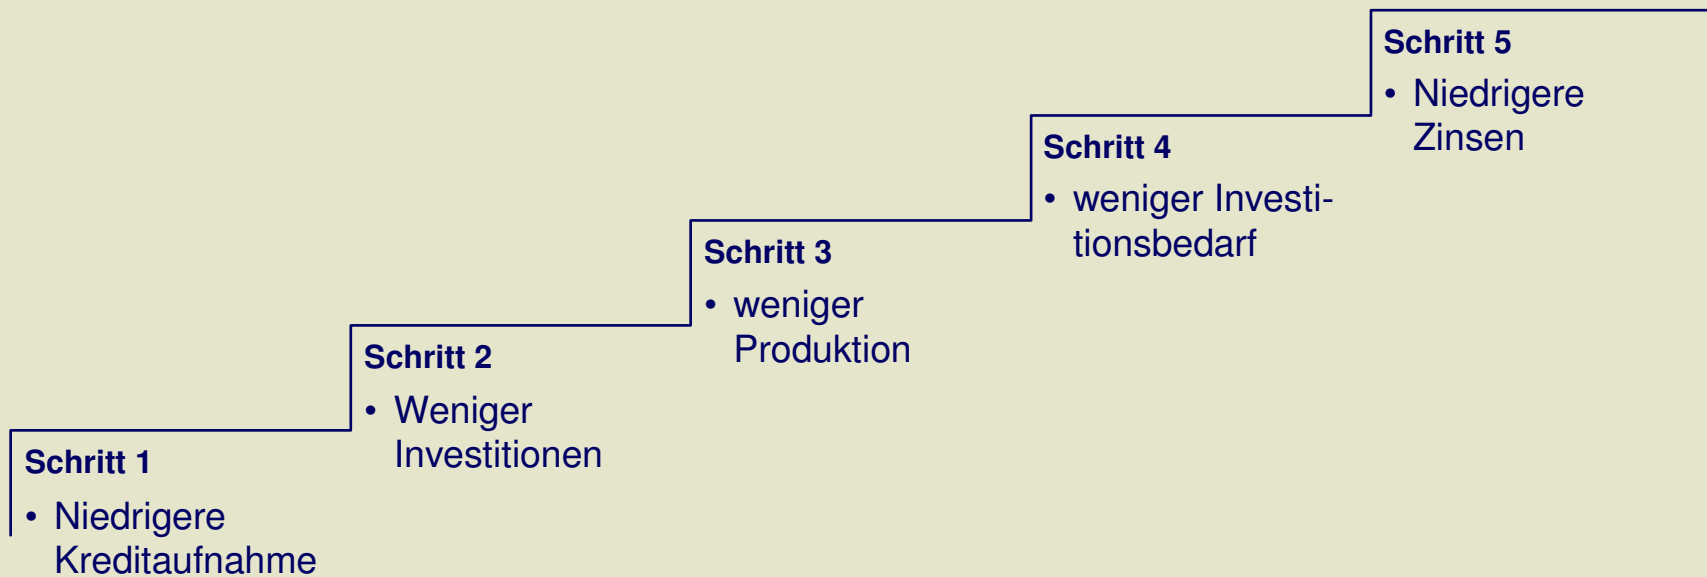 Schritt 1
• Niedrigere
Kreditaufnahme
Schritt 2
• Weniger
Investitionen
Schritt 3
• weniger
Produktion
Schritt 4
• weniger Investi-
tionsbedarf
Schritt 5
• Niedrigere
Zinsen